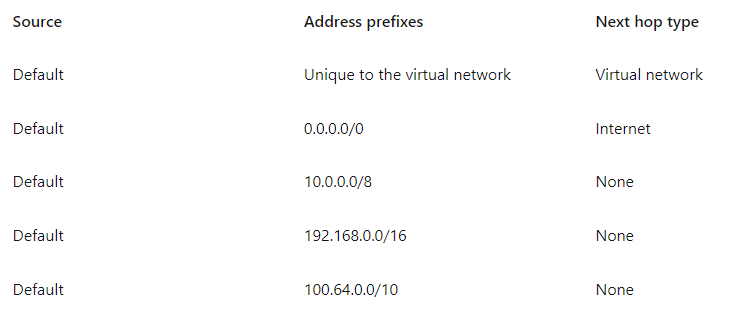 Source Address prefixes Next hop type
Default Unique to the virtual network Virtual network
Default 0.0.0.0/0 Internet
Default 10.0.0.0/8 None
Default 192.168.0.0/16 None
Default 100.64.0.0/10 None